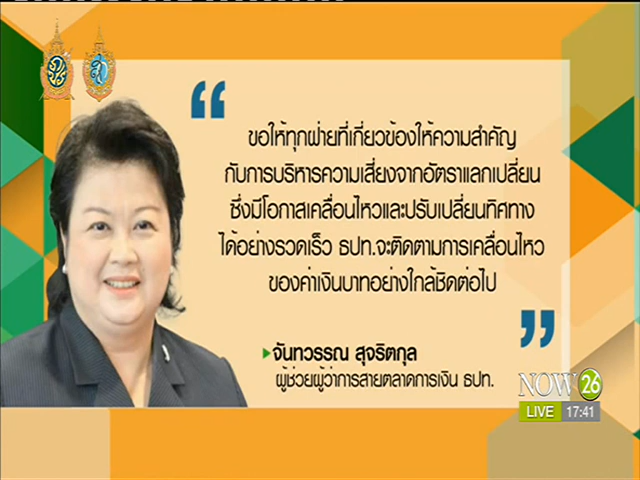 ขอให้ทุกฝ่ายที่เกี่ยวข้องให้ความสำคัญ
กับการบริหารความเสี่ยงจากอัตราแลกเปลี่ยน
ซึ่งมีโอกาสเคลื่อนไหวและปรับเปลี่ยนทิศทาง
ได้อย่างรวดเร็ว ธปท.จะติดตามการเคลื่อนไหว
ของค่าเงินบาทอย่างใกล้ชิดต่อไป
จันทวรรณ สุจริตกุล
ผู้ช่วยผู้ว่าการสายตลาดการเงิน ธปท.
NOW 26
LIVE 17:41